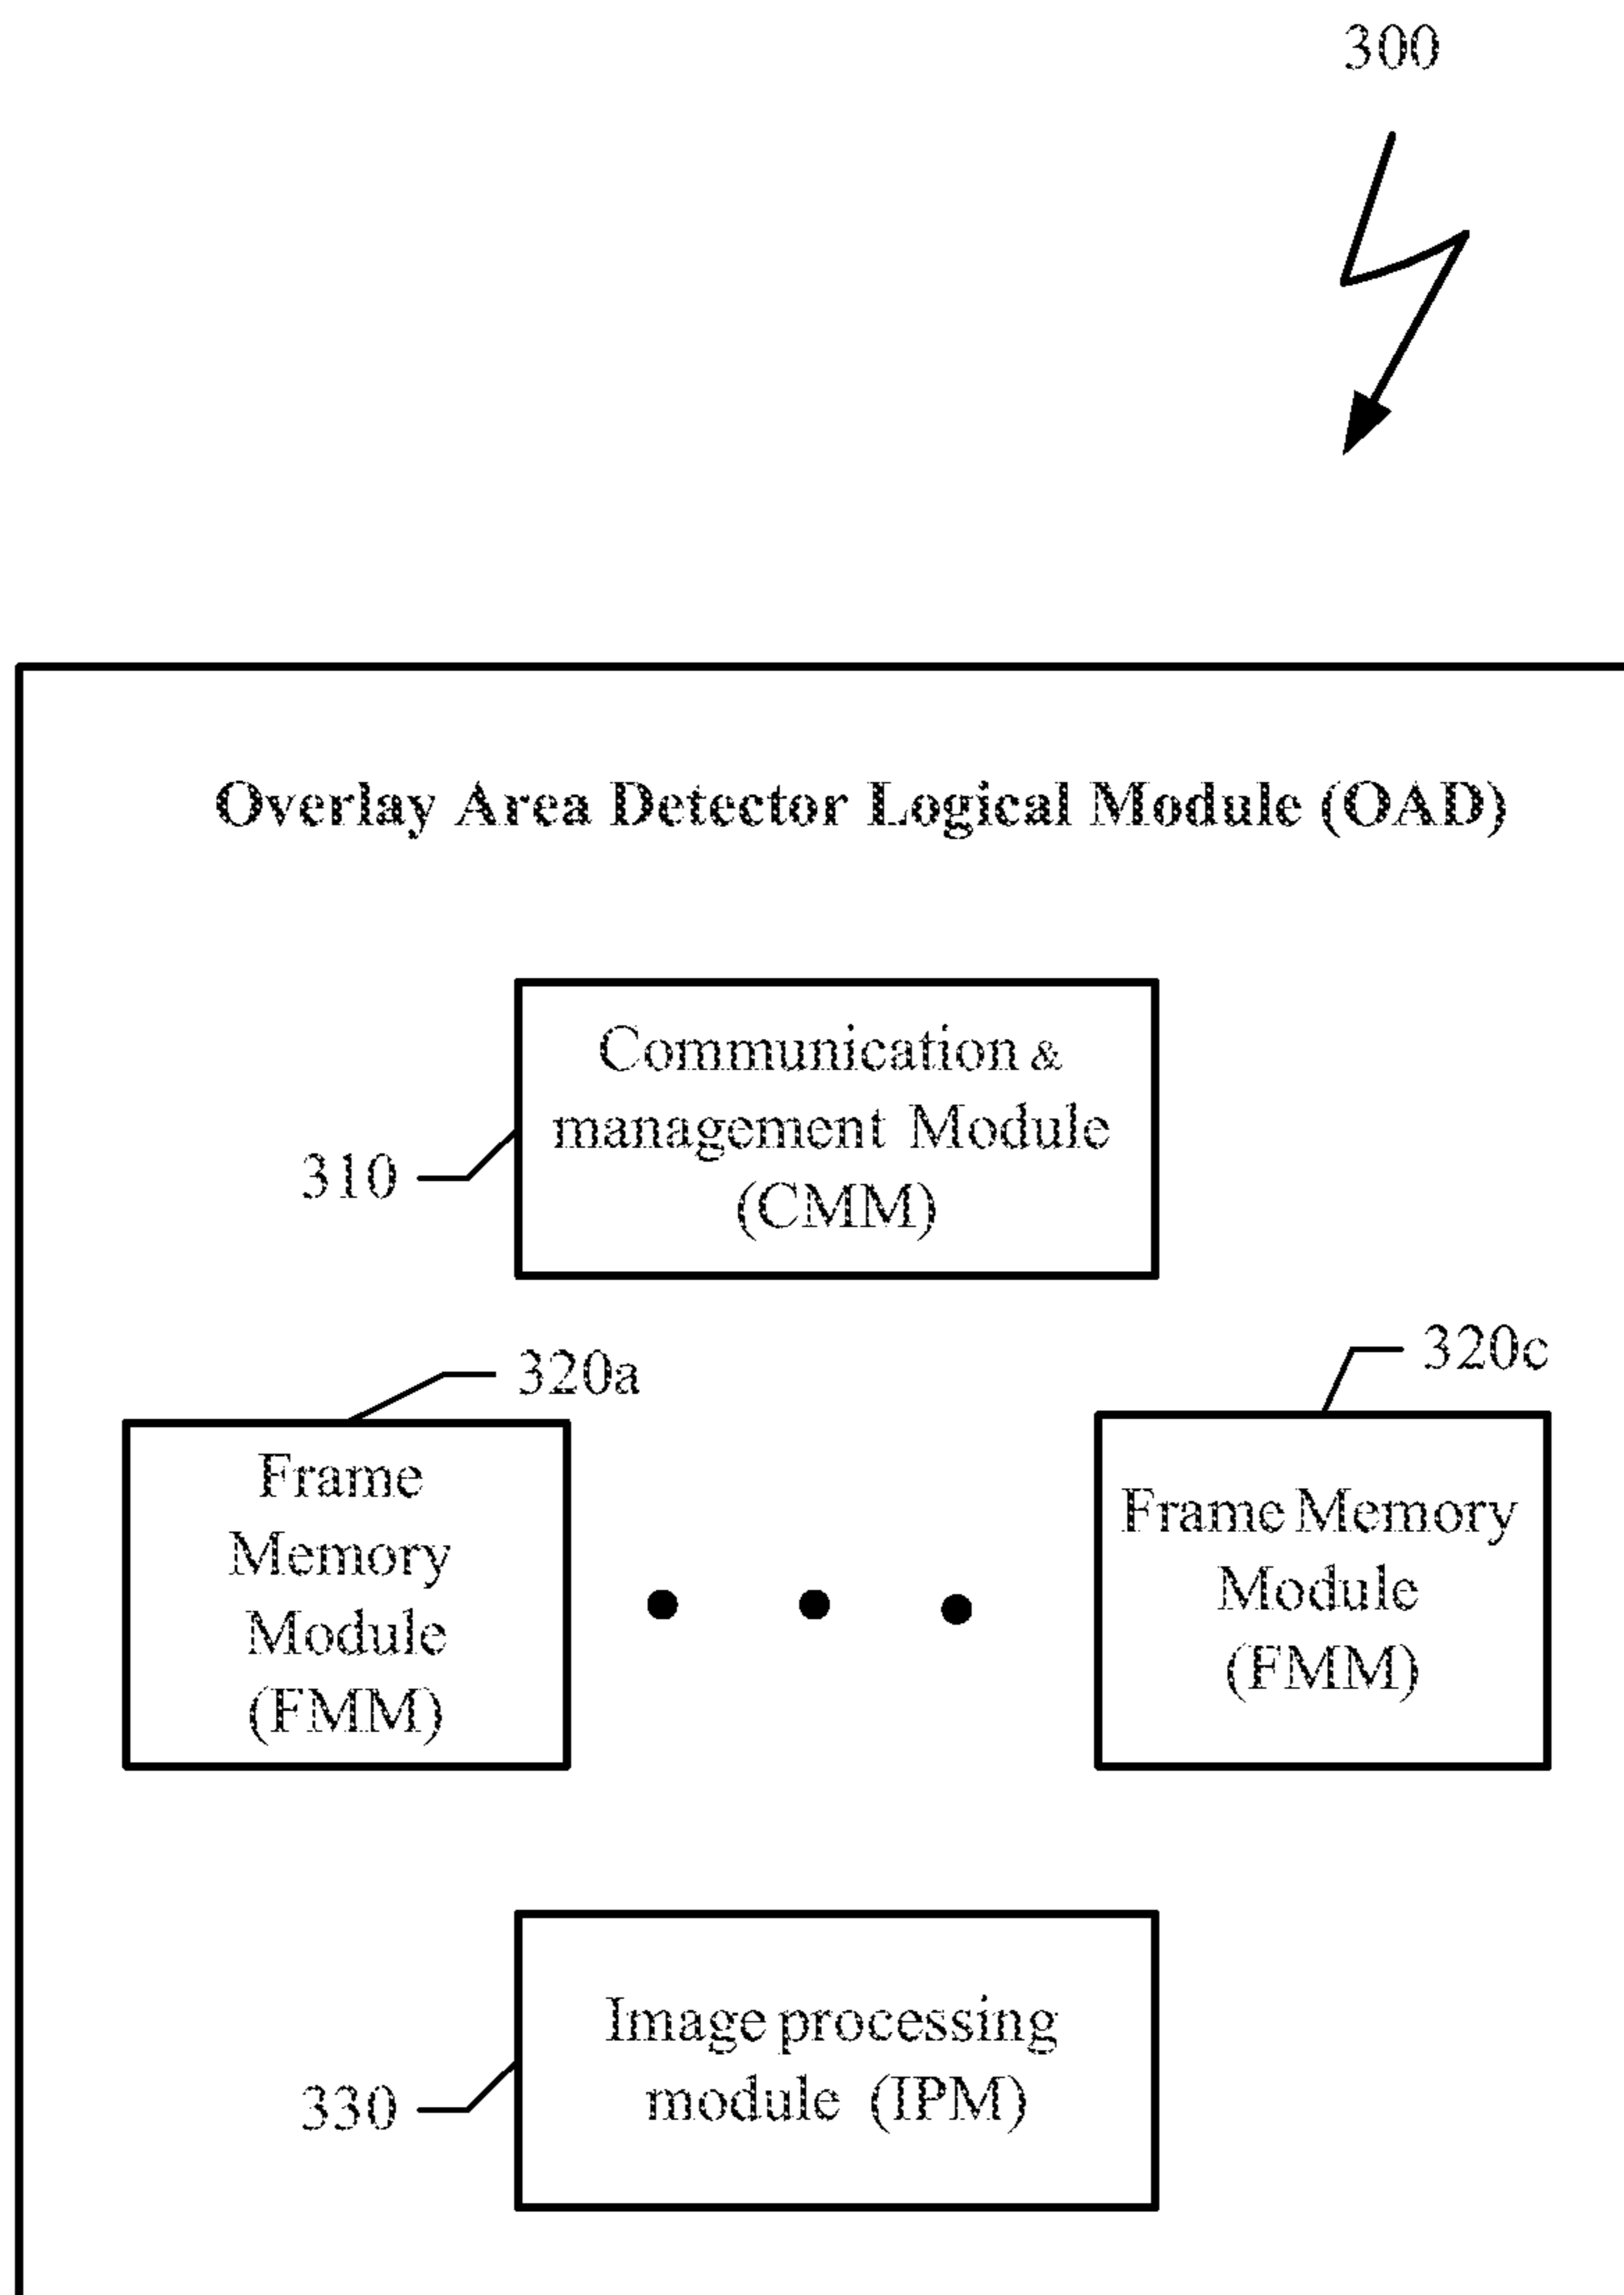 300
Overlay Area Detector Logical Module (OAD)
Communication &
management Module
(CMM)
310
320a
320c
Frame
Memory
Module
(FMM)
Frame Memory
Module
(FMM)
Image processing
module (IPM)
330